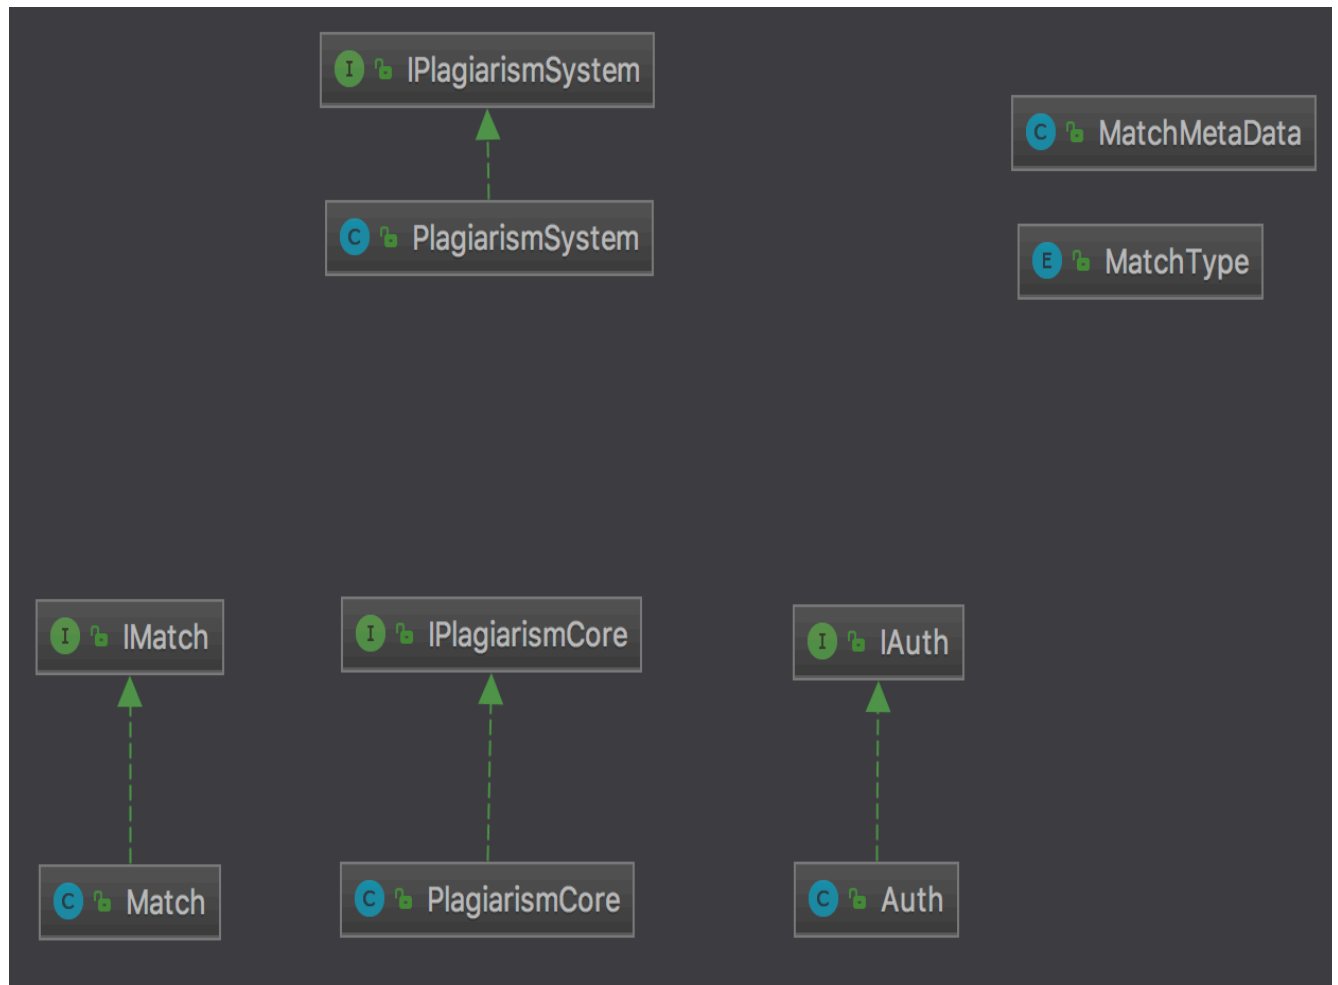 I IPlagiarismSystem
C MatchMetaData
C PlagiarismSystem
E MatchType
I IMatch
I IPlagiarismCore
I IAuth
C Match
C PlagiarismCore
C Auth